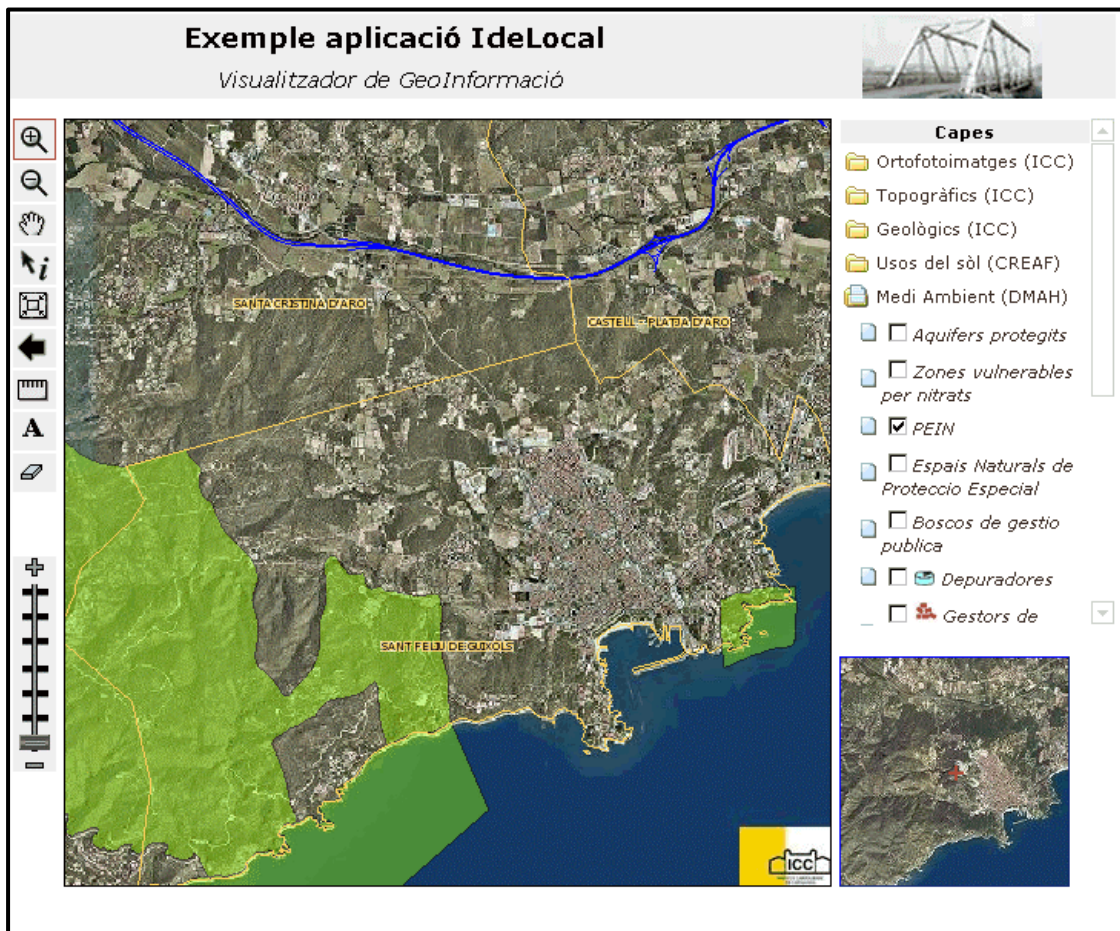 Exemple aplicació IdeLocal
Visualitzador de GeoInformació
Capes
Ortofotoimatges (ICC)
Topogràfics (ICC)
Geològics (ICC)
Usos del sòl (CREAF)
Medi Ambient (DMAH)
Aquifers protegits
Zones vulnerables
per nitrats
PEIN
Espais Naturals de
Proteccio Especial
Boscos de gestio
publica
Depuradores
Gestors de
i
A
SANTA CRISTINA D'ARO
CASTELL - PLATJA D'ARO
SANT FELIU DE GUIXOLS
ICC